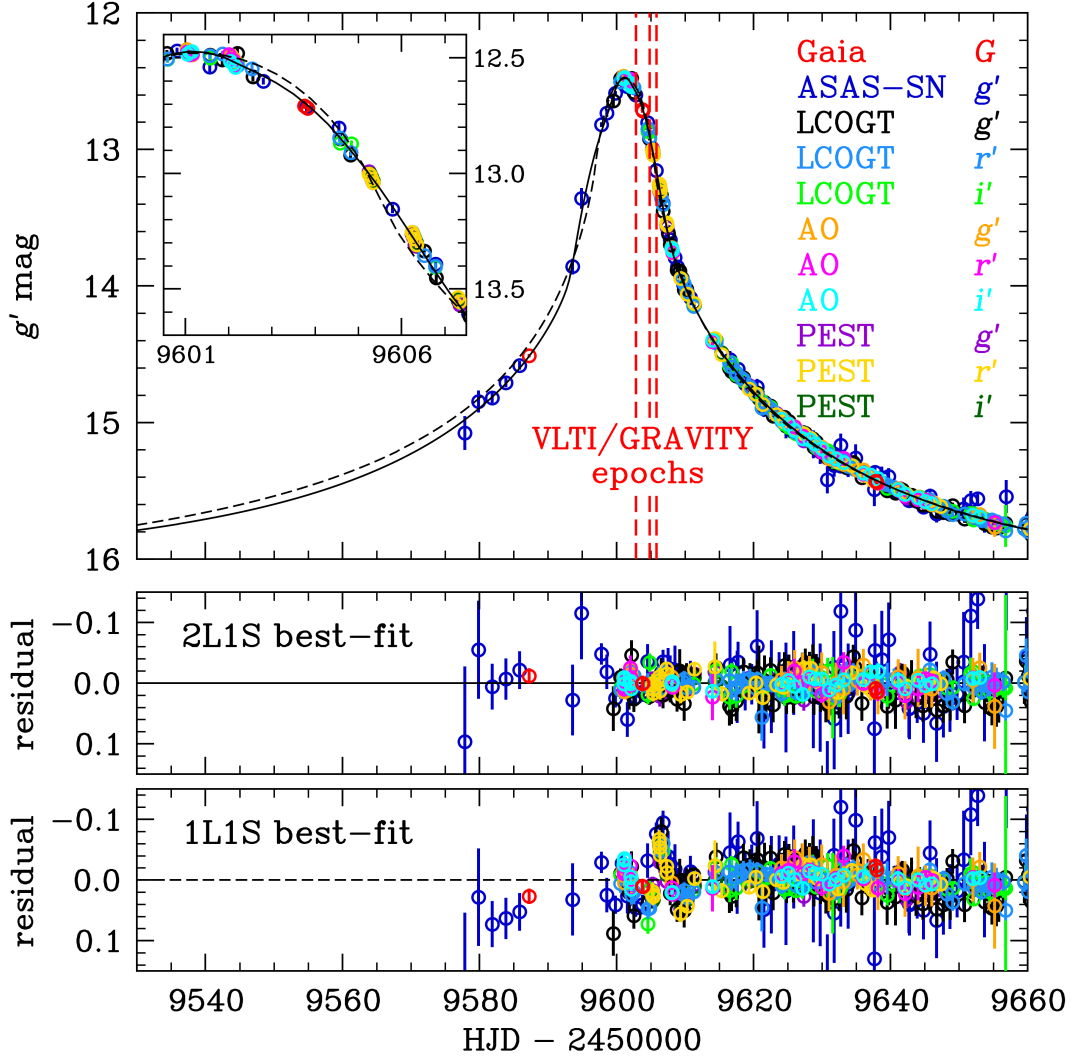 12
13
14
15
16
g′ mag
12.5
13.0
13.5
9601 9606
Gaia G
ASAS−SN g′
LCOGT g′
LCOGT r′
LCOGT i′
AO g′
AO r′
AO i′
PEST g′
PEST r′
PEST i′
VLTI/GRAVITY
epochs
−0.1
0.0
0.1
residual
2L1S best−fit
−0.1
0.0
0.1
residual
1L1S best−fit
9540 9560 9580 9600 9620 9640 9660
HJD − 2450000